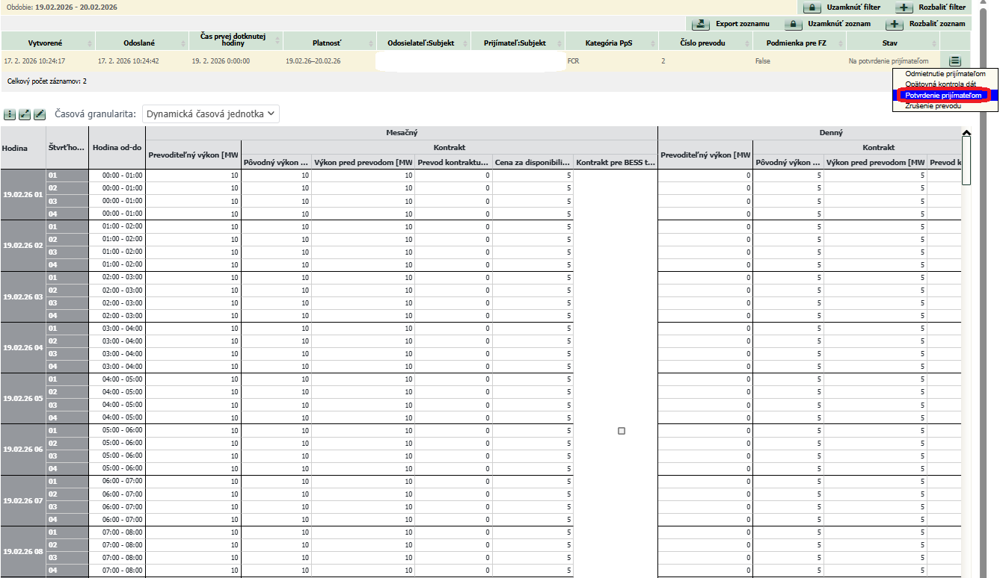 Obdobie: 19.02.2026 - 20.02.2026
Uzamknúť filter Rozbaliť filter
Export zoznamu Uzamknúť zoznam Rozbaliť zoznam
Vytvorené Odoslané Čas prvej dotknutej hodiny Platnosť Odosielateľ:Subjekt Prijímateľ:Subjekt Kategória PpS Číslo prevodu Podmienka pre FZ Stav
17. 2. 2026 10:24:17 17. 2. 2026 10:24:42 19. 2. 2026 0:00:00 19.02.26–20.02.26 FCR 2 False Na potvrdenie prijímateľom
Celkový počet záznamov: 2
Odmietnutie prijímateľom
Opätovná kontrola dát
Potvrdenie prijímateľom
Zrušenie prevodu
Časová granularita: Dynamická časová jednotka
Mesačný Denný
Hodina Štvrťho... Hodina od-do Prevoditeľný výkon [MW Kontrakt Prevoditeľný výkon [MW Kontrakt
Pôvodný výkon ... Výkon pred prevodom [MW Prevod kontraktu... Cena za disponibili... Kontrakt pre BESS t... Pôvodný výkon ... Výkon pred prevodom [MW Prevod k
19.02.26 01
01 00:00 - 01:00 10 10 10 0 5 0 5 5
02 00:00 - 01:00 10 10 10 0 5 0 5 5
03 00:00 - 01:00 10 10 10 0 5 0 5 5
04 00:00 - 01:00 10 10 10 0 5 0 5 5
19.02.26 02
01 01:00 - 02:00 10 10 10 0 5 0 5 5
02 01:00 - 02:00 10 10 10 0 5 0 5 5
03 01:00 - 02:00 10 10 10 0 5 0 5 5
04 01:00 - 02:00 10 10 10 0 5 0 5 5
19.02.26 03
01 02:00 - 03:00 10 10 10 0 5 0 5 5
02 02:00 - 03:00 10 10 10 0 5 0 5 5
03 02:00 - 03:00 10 10 10 0 5 0 5 5
04 02:00 - 03:00 10 10 10 0 5 0 5 5
19.02.26 04
01 03:00 - 04:00 10 10 10 0 5 0 5 5
02 03:00 - 04:00 10 10 10 0 5 0 5 5
03 03:00 - 04:00 10 10 10 0 5 0 5 5
04 03:00 - 04:00 10 10 10 0 5 0 5 5
19.02.26 05
01 04:00 - 05:00 10 10 10 0 5 0 5 5
02 04:00 - 05:00 10 10 10 0 5 0 5 5
03 04:00 - 05:00 10 10 10 0 5 0 5 5
04 04:00 - 05:00 10 10 10 0 5 0 5 5
19.02.26 06
01 05:00 - 06:00 10 10 10 0 5 0 5 5
02 05:00 - 06:00 10 10 10 0 5 0 5 5
03 05:00 - 06:00 10 10 10 0 5 0 5 5
04 05:00 - 06:00 10 10 10 0 5 0 5 5
19.02.26 07
01 06:00 - 07:00 10 10 10 0 5 0 5 5
02 06:00 - 07:00 10 10 10 0 5 0 5 5
03 06:00 - 07:00 10 10 10 0 5 0 5 5
04 06:00 - 07:00 10 10 10 0 5 0 5 5
19.02.26 08
01 07:00 - 08:00 10 10 10 0 5 0 5 5
02 07:00 - 08:00 10 10 10 0 5 0 5 5
03 07:00 - 08:00 10 10 10 0 5 0 5 5
04 07:00 - 08:00 10 10 10 0 5 0 5 5